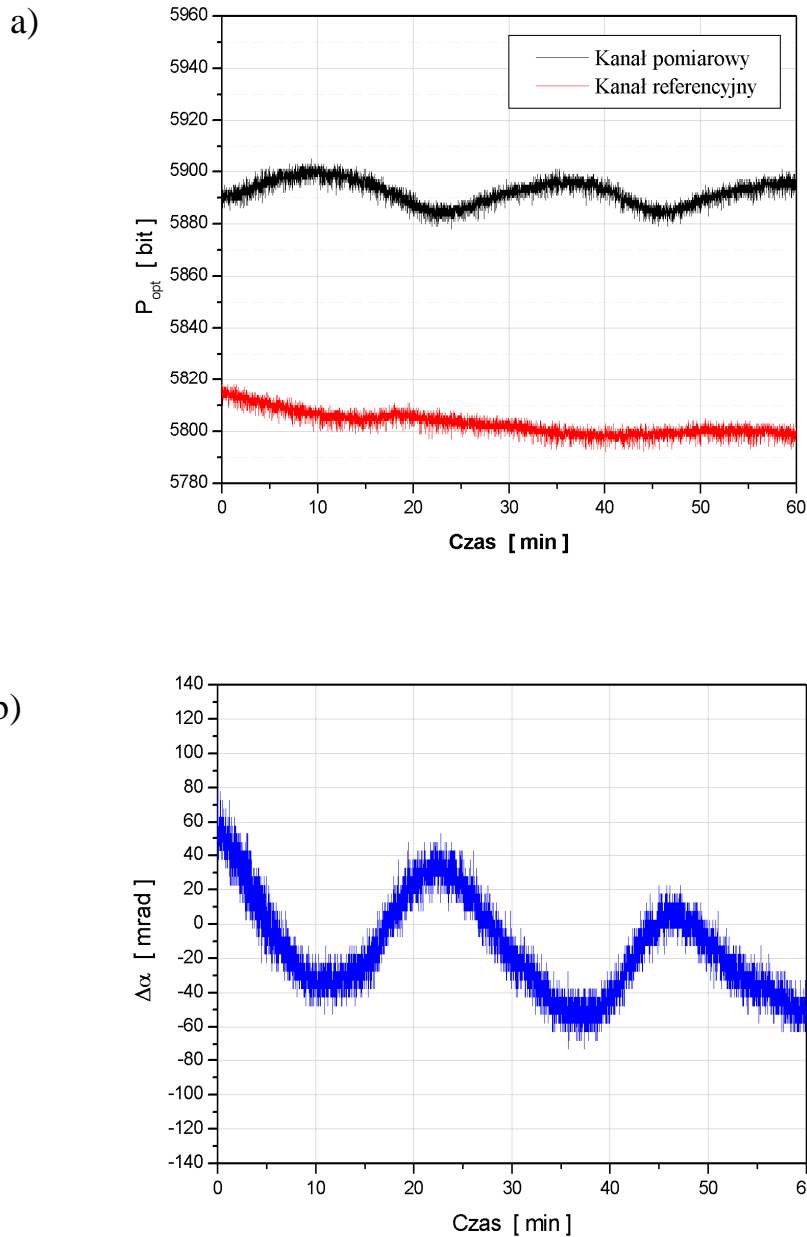 a)
5960
5940
5920
5900
5880
5860
5840
5820
5800
5780
P_opt [ bit ]
Kanał pomiarowy
Kanał referencyjny
0 10 20 30 40 50 60
Czas [ min ]
b)
140
120
100
80
60
40
20
0
-20
-40
-60
-80
-100
-120
-140
Δα [ mrad ]
0 10 20 30 40 50 6
Czas [ min ]